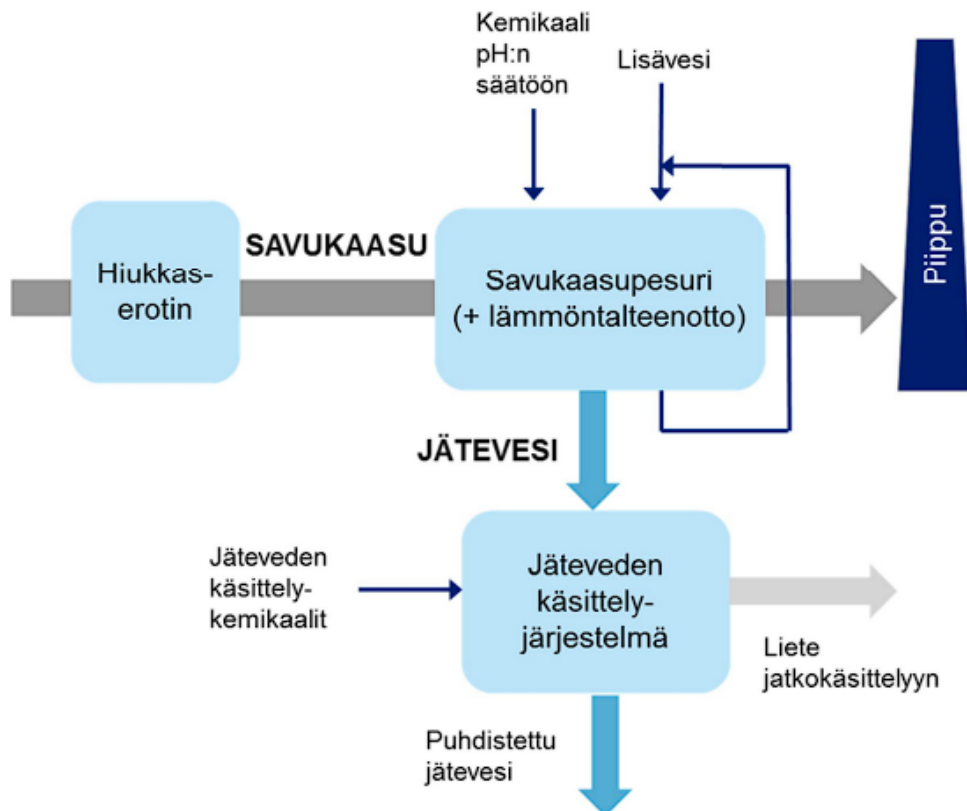 Kemikaali
pH:n
säätöön
Lisävesi
SAVUKAASU
Hiukkas-
erotin
Savukaasupesuri
(+ lämmöntalteenotto)
Piippu
JÄTEVESI
Jäteveden
käsittely-
kemikaalit
Jäteveden
käsittely-
järjestelmä
Liete
jatkokäsittelyyn
Puhdistettu
jätevesi